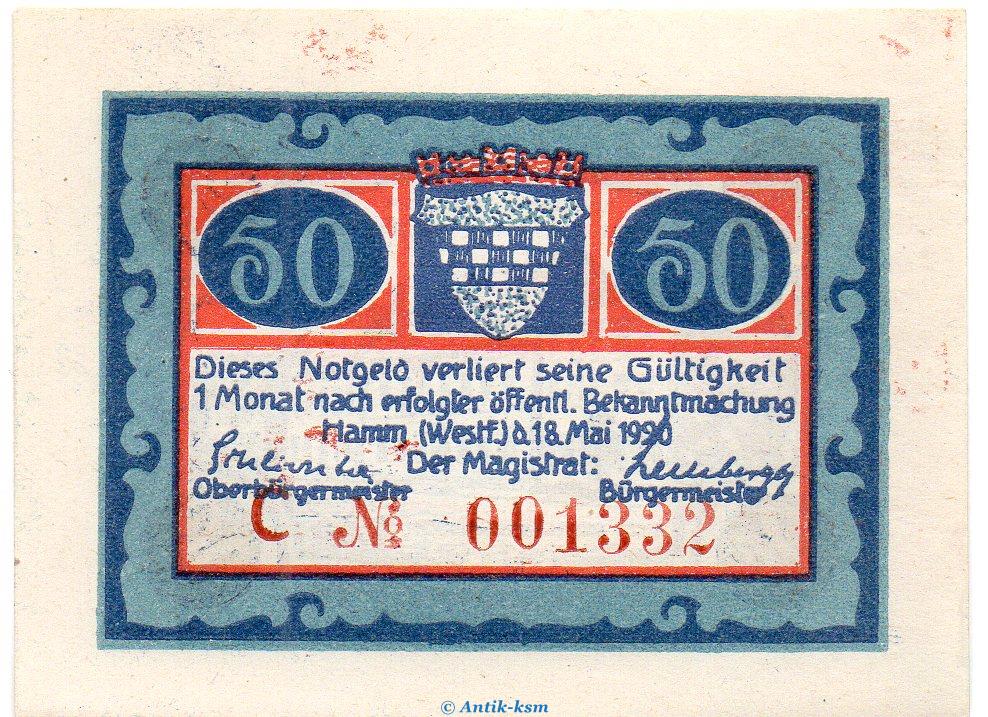 50 50
Dieses Notgeld verliert seine Gültigkeit
1 Monat nach erfolgter öffentl. Bekanntmachung
Hamm (Westf.) d. 18. Mai 1920
Der Magistrat:
Oberbürgermeister Bürgermeister
C № 001332
© Antik-ksm